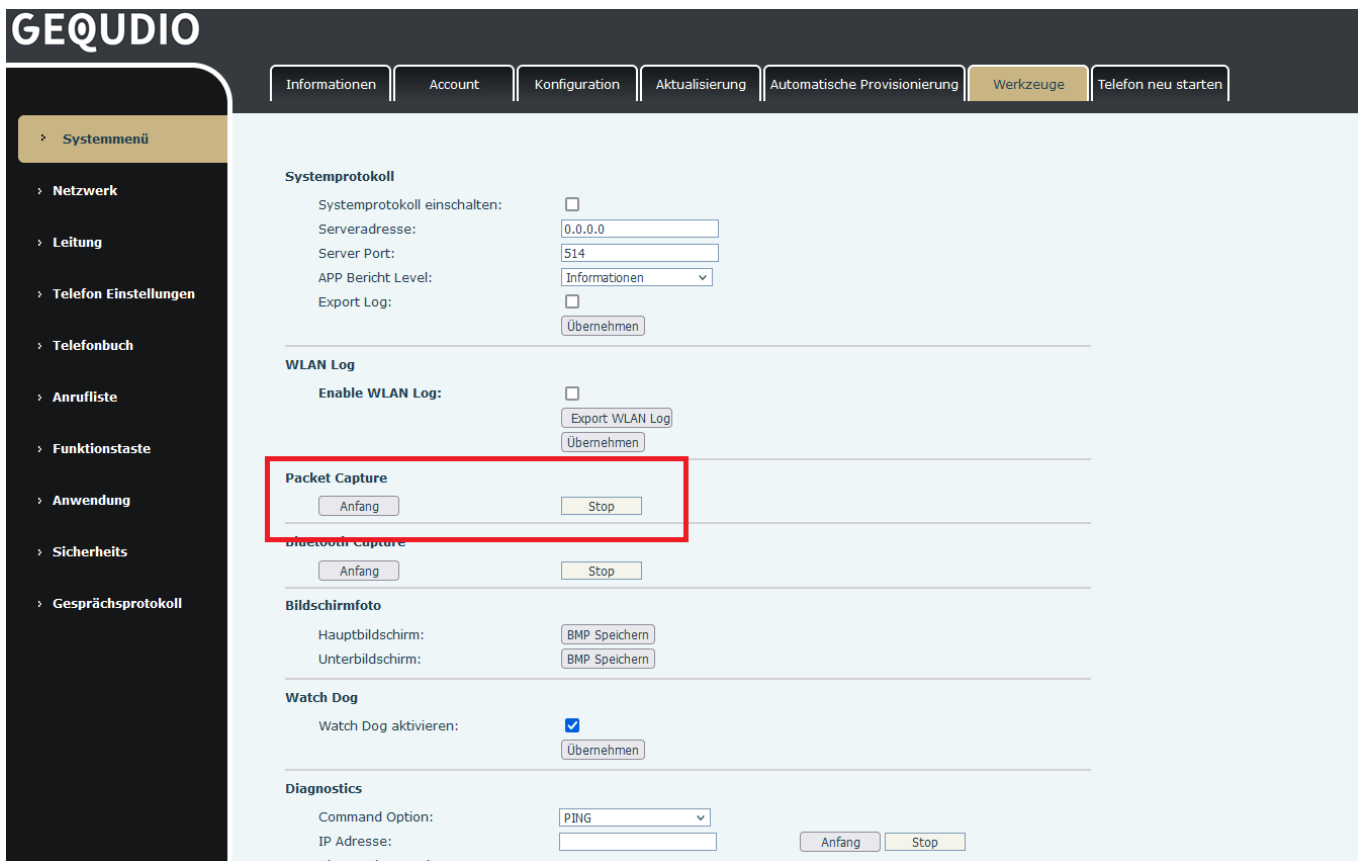 GEQUDIO
Informationen Account Konfiguration Aktualisierung Automatische Provisionierung Werkzeuge Telefon neu starten
› Systemmenü
› Netzwerk
› Leitung
› Telefon Einstellungen
› Telefonbuch
› Anrufliste
› Funktionstaste
› Anwendung
› Sicherheits
› Gesprächsprotokoll
Systemprotokoll
Systemprotokoll einschalten:
Serveradresse: 0.0.0.0
Server Port: 514
APP Bericht Level: Informationen
Export Log:
Übernehmen
WLAN Log
Enable WLAN Log:
Export WLAN Log
Übernehmen
Packet Capture
Anfang Stop
Bluetooth Capture
Anfang Stop
Bildschirmfoto
Hauptbildschirm: BMP Speichern
Unterbildschirm: BMP Speichern
Watch Dog
Watch Dog aktivieren:
Übernehmen
Diagnostics
Command Option: PING
IP Adresse: Anfang Stop